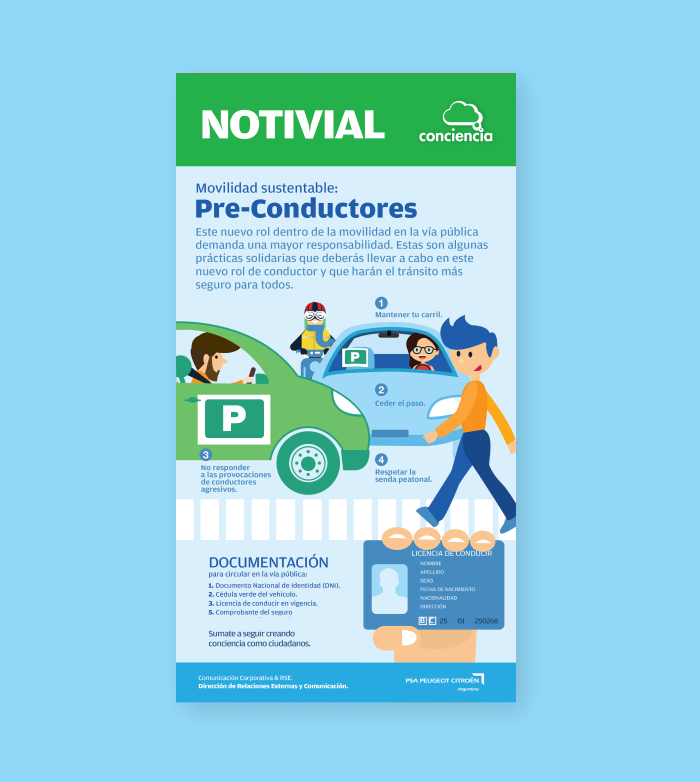 NOTIVIAL
conciencia
Movilidad sustentable:
Pre-Conductores
Este nuevo rol dentro de la movilidad en la vía pública
demanda una mayor responsabilidad. Estas son algunas
prácticas solidarias que deberás llevar a cabo en este
nuevo rol de conductor y que harán el tránsito más
seguro para todos.
1
Mantener tu carril.
P
2
Ceder el paso.
P
3
No responder
a las provocaciones
de conductores
agresivos.
4
Respetar la
senda peatonal.
DOCUMENTACIÓN
para circular en la vía pública:
1. Documento Nacional de Identidad (DNI).
2. Cédula verde del vehículo.
3. Licencia de conducir en vigencia.
5. Comprobante del seguro
Sumate a seguir creando
conciencia como ciudadanos.
LICENCIA DE CONDUCIR
NOMBRE
APELLIDO
SEXO
FECHA DE NACIMIENTO
NACIONALIDAD
DIRECCIÓN
25 01 250268
Comunicación Corporativa & RSE.
Dirección de Relaciones Externas y Comunicación.
PSA PEUGEOT CITROËN
Argentina